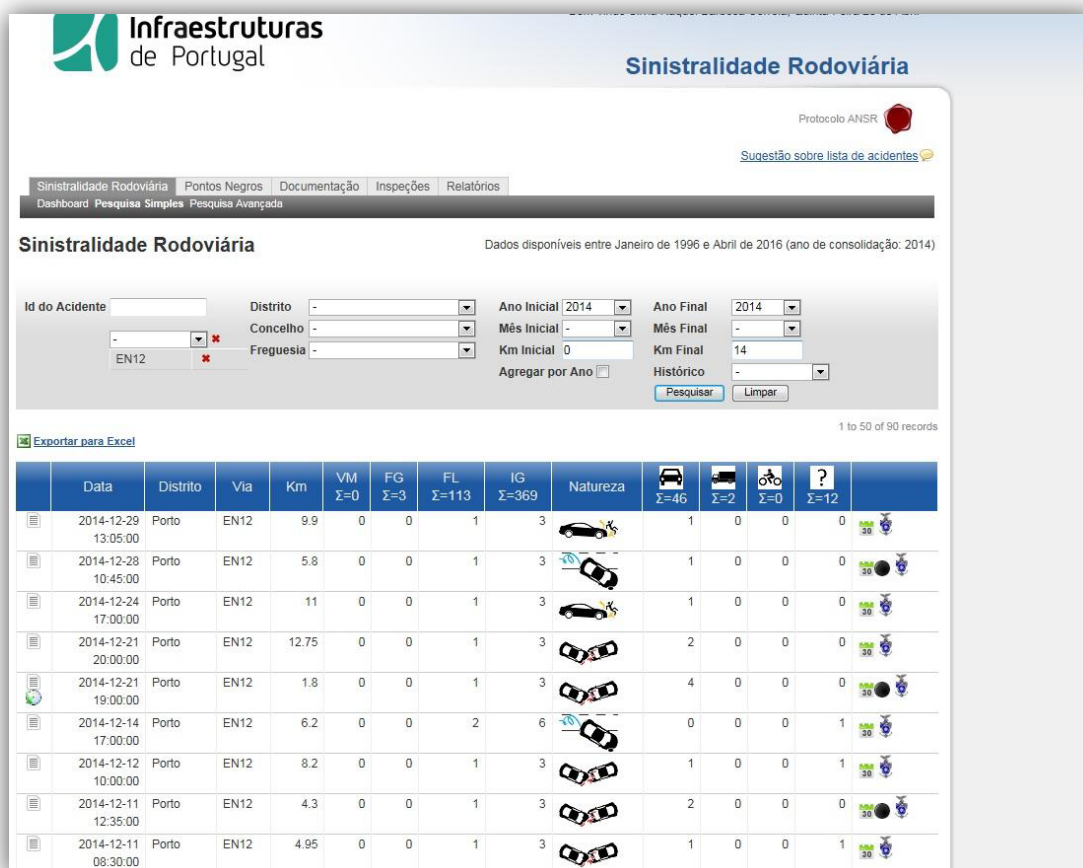 Infraestruturas
de Portugal
Sinistralidade Rodoviária
Protocolo ANSR
Sugestão sobre lista de acidentes
Sinistralidade Rodoviária Pontos Negros Documentação Inspeções Relatórios
Dashboard Pesquisa Simples Pesquisa Avançada
Sinistralidade Rodoviária Dados disponíveis entre Janeiro de 1996 e Abril de 2016 (ano de consolidação: 2014)
Id do Acidente Distrito - Ano Inicial 2014 Ano Final 2014
- Concelho - Mês Inicial - Mês Final -
EN12 Freguesia - Km Inicial 0 Km Final 14
Agregar por Ano Histórico -
Pesquisar Limpar
1 to 50 of 90 records
Exportar para Excel
Data Distrito Via Km VM Σ=0 FG Σ=3 FL Σ=113 IG Σ=369 Natureza Σ=46 Σ=2 Σ=0 ? Σ=12
2014-12-29 Porto EN12 9.9 0 0 1 3 1 0 0 0 30
13:05:00
2014-12-28 Porto EN12 5.8 0 0 1 3 1 0 0 0 30
10:45:00
2014-12-24 Porto EN12 11 0 0 1 3 1 0 0 0 30
17:00:00
2014-12-21 Porto EN12 12.75 0 0 1 3 2 0 0 0 30
20:00:00
2014-12-21 Porto EN12 1.8 0 0 1 3 4 0 0 0 30
19:00:00
2014-12-14 Porto EN12 6.2 0 0 2 6 0 0 0 1 30
17:00:00
2014-12-12 Porto EN12 8.2 0 0 1 3 1 0 0 1 30
10:00:00
2014-12-11 Porto EN12 4.3 0 0 1 3 2 0 0 0 30
12:35:00
2014-12-11 Porto EN12 4.95 0 0 1 3 1 0 0 1 30
08:30:00